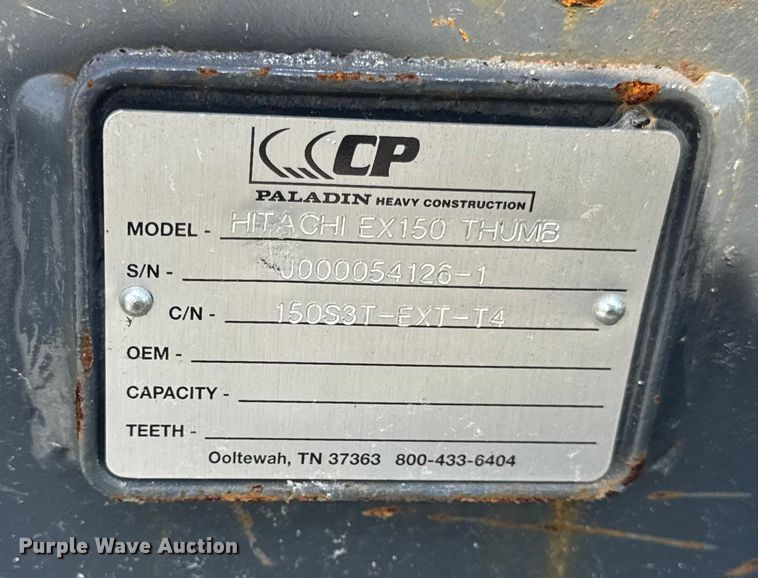 CP
PALADIN HEAVY CONSTRUCTION
MODEL - HITACHI EX150 THUMB
S/N - J000054126-1
C/N - 150S3T-EXT-T4
OEM -
CAPACITY -
TEETH -
Ooltewah, TN 37363 800-433-6404
Purple Wave Auction